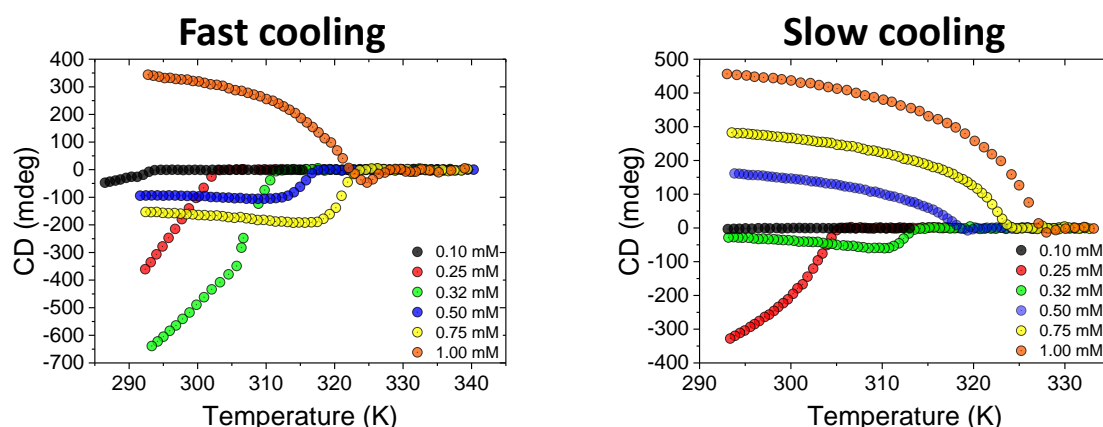 Fast cooling
400
300
200
100
0
-100
-200
-300
-400
-500
-600
-700
CD (mdeg)
0.10 mM
0.25 mM
0.32 mM
0.50 mM
0.75 mM
1.00 mM
290 300 310 320 330 340
Temperature (K)
Slow cooling
500
400
300
200
100
0
-100
-200
-300
-400
CD (mdeg)
0.10 mM
0.25 mM
0.32 mM
0.50 mM
0.75 mM
1.00 mM
290 300 310 320 330
Temperature (K)